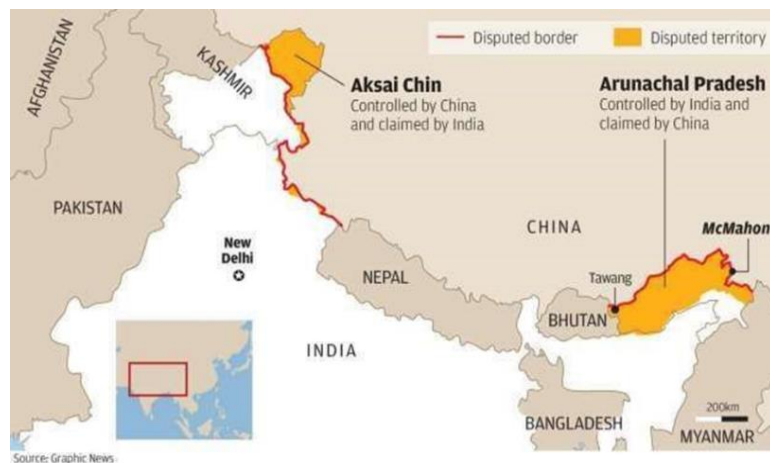 Disputed border
Disputed territory
AFGHANISTAN
KASHMIR
Aksai Chin
Controlled by China
and claimed by India
Arunachal Pradesh
Controlled by India and
claimed by China
PAKISTAN
CHINA
McMahon
New
Delhi
NEPAL
Tawang
BHUTAN
INDIA
200km
BANGLADESH
MYANMAR
Source: Graphic News